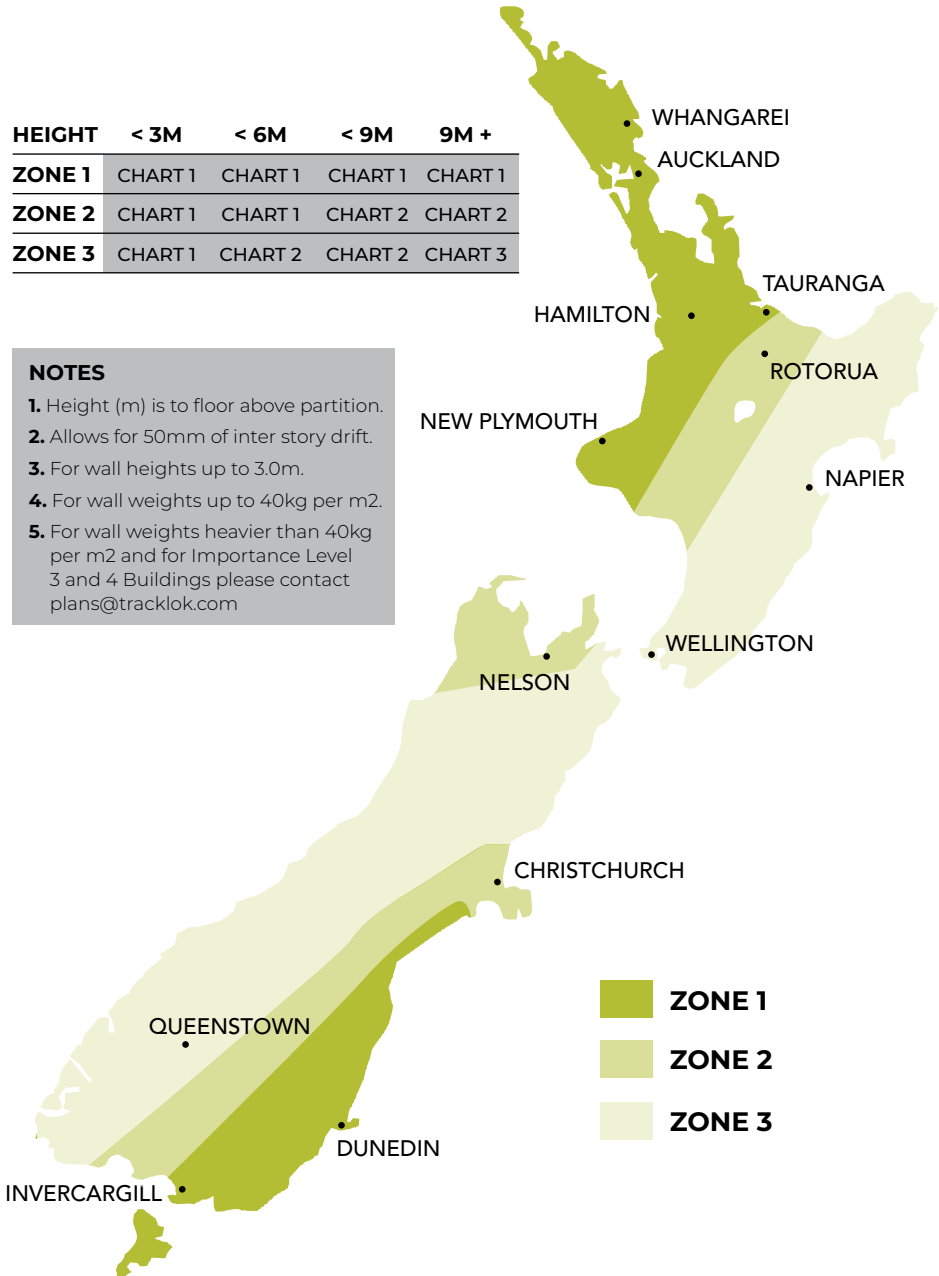 HEIGHT < 3M < 6M < 9M 9M +
ZONE 1 CHART 1 CHART 1 CHART 1 CHART 1
ZONE 2 CHART 1 CHART 1 CHART 2 CHART 2
ZONE 3 CHART 1 CHART 2 CHART 2 CHART 3
NOTES
1. Height (m) is to floor above partition.
2. Allows for 50mm of inter story drift.
3. For wall heights up to 3.0m.
4. For wall weights up to 40kg per m2.
5. For wall weights heavier than 40kg
per m2 and for Importance Level
3 and 4 Buildings please contact
plans@tracklok.com
WHANGAREI
AUCKLAND
TAURANGA
HAMILTON
ROTORUA
NEW PLYMOUTH
NAPIER
WELLINGTON
NELSON
CHRISTCHURCH
QUEENSTOWN
DUNEDIN
INVERCARGILL
ZONE 1
ZONE 2
ZONE 3